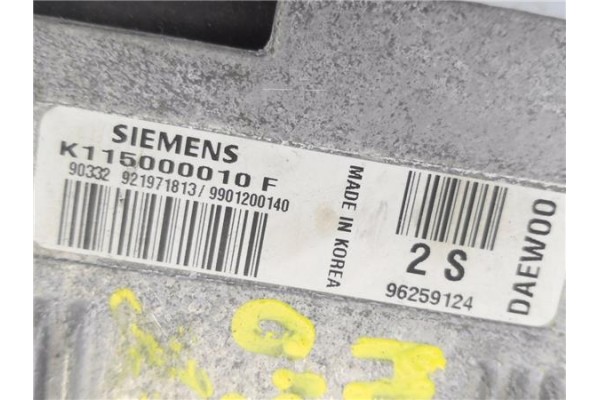 SIEMENS
K115000010 F
90332 921971813/9901200140
MADE IN KOREA
2 S
96259124
DAEWOO